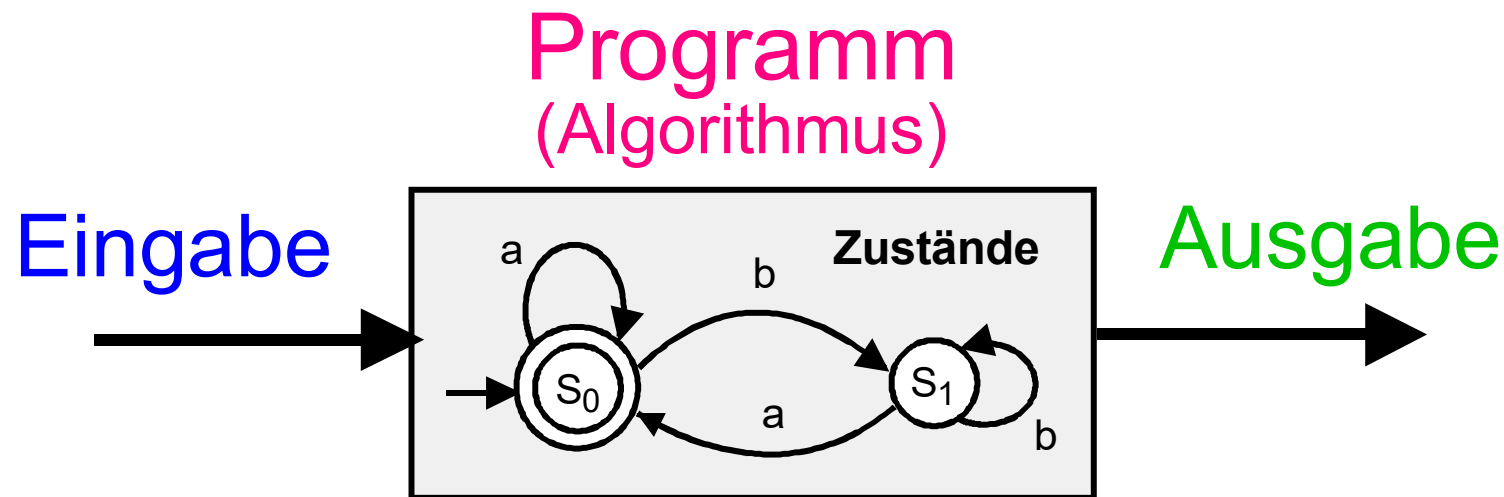 Programm
(Algorithmus)
Eingabe
Zustände
Ausgabe
a
b
S₀
S₁
a
b